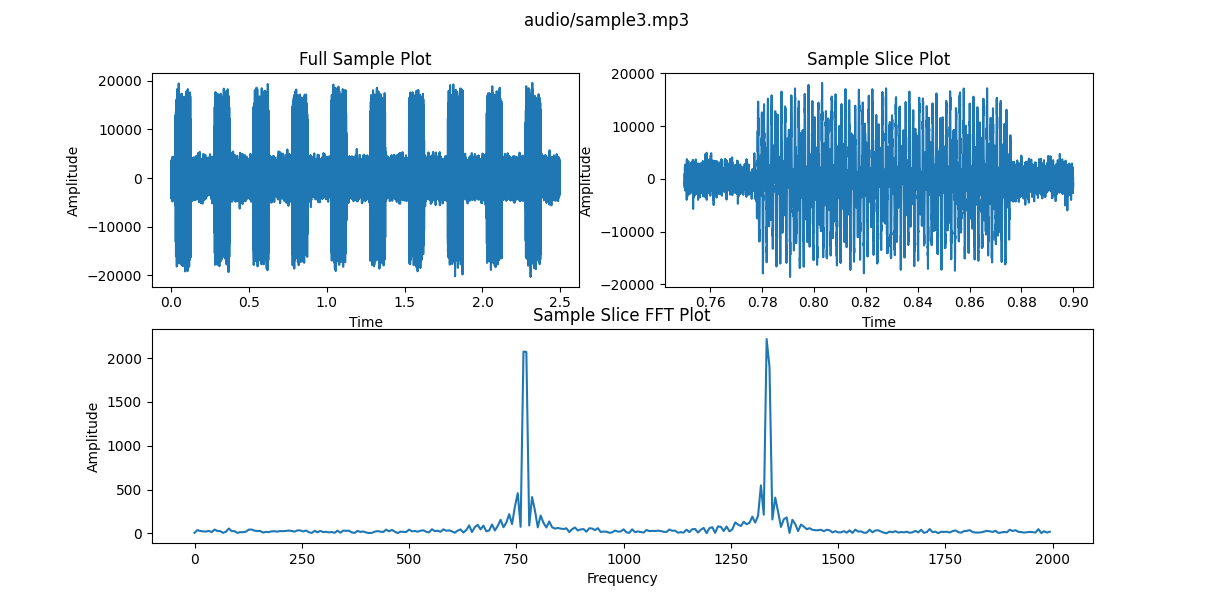 audio/sample3.mp3
Full Sample Plot
Amplitude
20000
10000
0
−10000
−20000
0.0 0.5 1.0 1.5 2.0 2.5
Time
Sample Slice Plot
Amplitude
20000
10000
0
−10000
−20000
0.76 0.78 0.80 0.82 0.84 0.86 0.88 0.90
Time
Sample Slice FFT Plot
Amplitude
2000
1500
1000
500
0
0 250 500 750 1000 1250 1500 1750 2000
Frequency